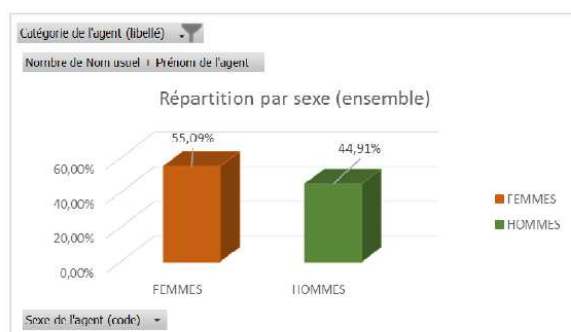 Catégorie de l'agent (libellé)
Nombre de Nom usuel + Prénom de l'agent
Répartition par sexe (ensemble)
55,09%
44,91%
60,00%
40,00%
20,00%
0,00%
FEMMES
HOMMES
FEMMES
HOMMES
Sexe de l'agent (code)